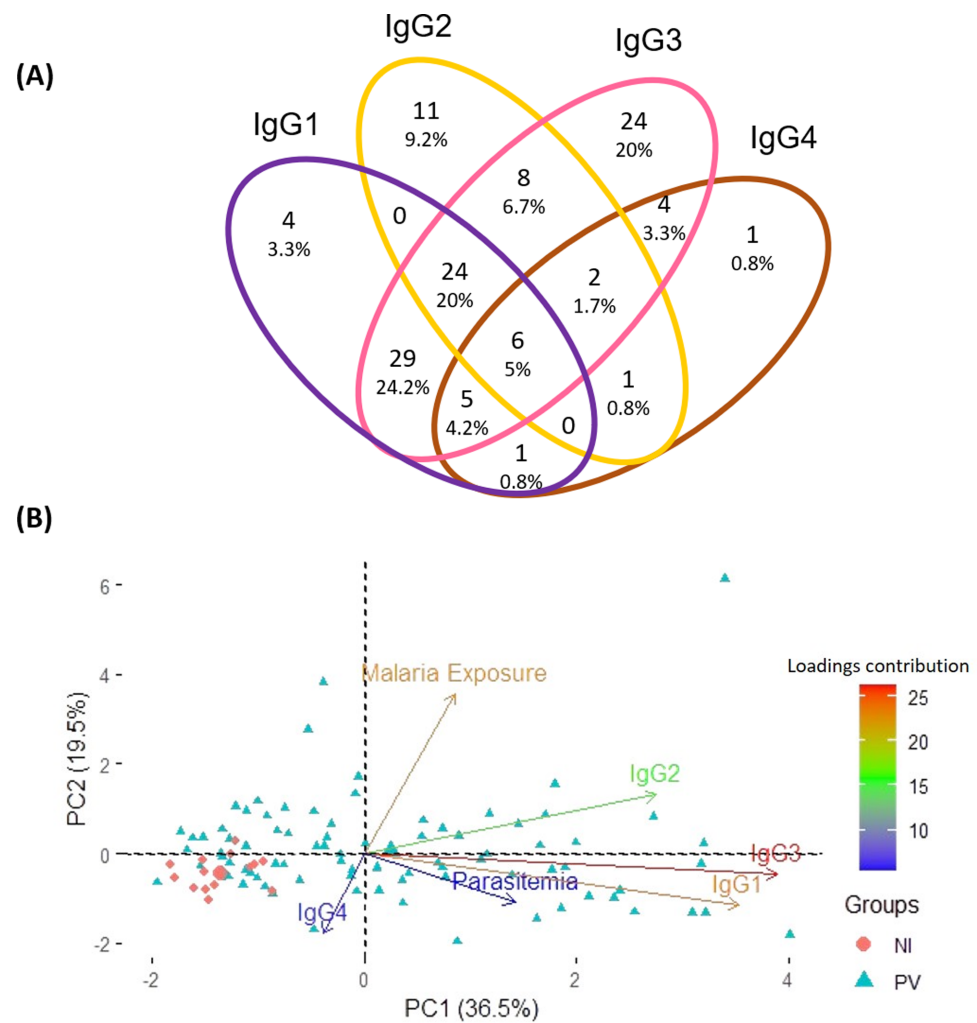 (A)
IgG1
IgG2
IgG3
IgG4
11
9.2%
24
20%
8
6.7%
4
3.3%
0
4
3.3%
1
0.8%
24
20%
2
1.7%
6
5%
29
24.2%
5
4.2%
1
0.8%
0
1
0.8%
(B)
PC2 (19.5%)
6
4
2
0
-2
Malaria Exposure
IgG2
IgG3
IgG1
Parasitemia
IgG4
-2
0
2
4
PC1 (36.5%)
Loadings contribution
25
20
15
10
Groups
NI
PV